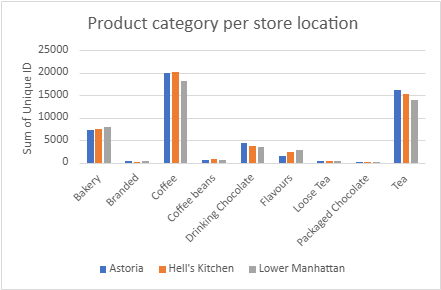 Product category per store location
Sum of Unique ID
25000
20000
15000
10000
5000
0
Bakery
Branded
Coffee
Coffee beans
Drinking Chocolate
Flavours
Loose Tea
Packaged Chocolate
Tea
Astoria Hell's Kitchen Lower Manhattan